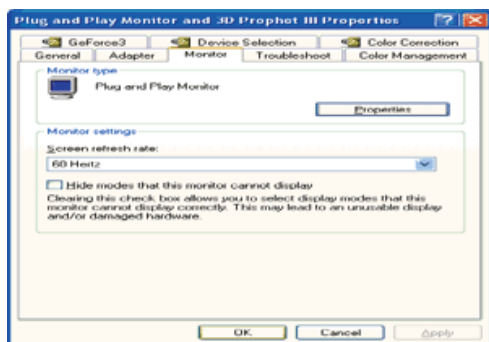 Plug and Play Monitor and 3D Prophet III Properties
GeForce3 Device Selection Color Correction
General Adapter Monitor Troubleshoot Color Management
Monitor type
Plug and Play Monitor
Properties
Monitor settings
Screen refresh rate:
60 Hertz
Hide modes that this monitor cannot display
Clearing this check box allows you to select display modes that this
monitor cannot display correctly. This may lead to an unusable display
and/or damaged hardware.
OK Cancel Apply